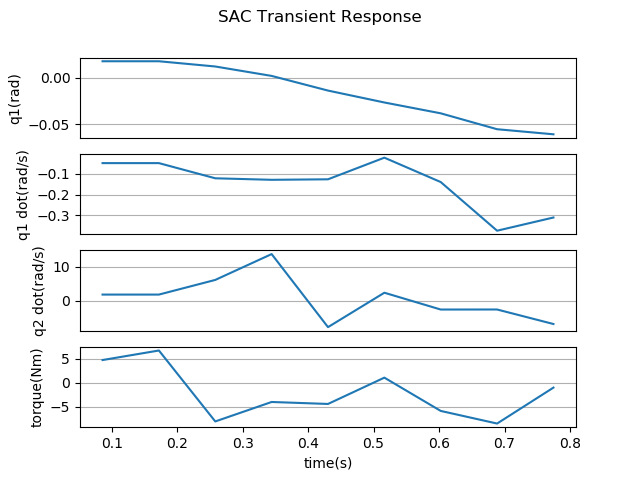 SAC Transient Response
q1(rad)
0.00
−0.05
q1 dot(rad/s)
−0.1
−0.2
−0.3
q2 dot(rad/s)
10
0
torque(Nm)
5
0
−5
0.1 0.2 0.3 0.4 0.5 0.6 0.7 0.8
time(s)